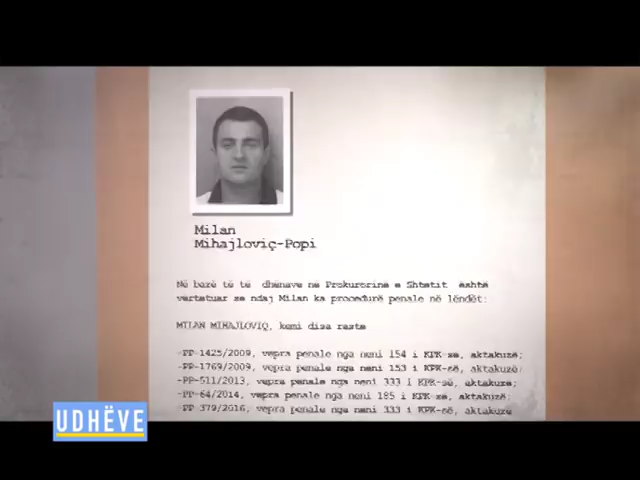 Milan
Mihajloviç-Popi
Në bazë të të dhënave në Prokurorinë e Shtetit është
vërtetuar se ndaj Milan ka procedurë penale në lëndët:
MILAN MIHAJLOVIQ, kemi disa raste
-PP-1425/2009, vepra penale nga neni 154 i KPK-së, aktakuzë;
-PP-1769/2009, vepra penale nga neni 153 i KPK-së, aktakuzë;
-PP-511/2013, vepra penale nga neni 333 i KPK-së, aktakuzë;
-PP-64/2014, vepra penale nga neni 185 i KPK-së, aktakuzë;
-PP 379/2016, vepra penale nga neni 333 i KPK-së, aktakuzë
UDHËVE